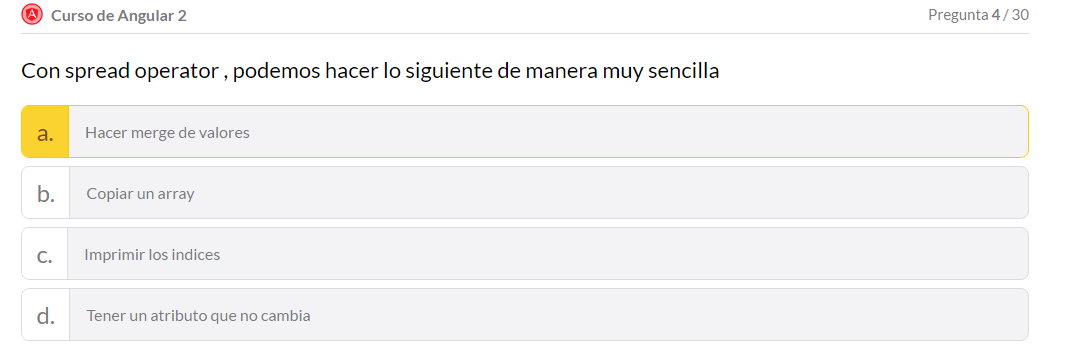 Curso de Angular 2
Pregunta 4 / 30
Con spread operator , podemos hacer lo siguiente de manera muy sencilla
a. Hacer merge de valores
b. Copiar un array
c. Imprimir los indices
d. Tener un atributo que no cambia